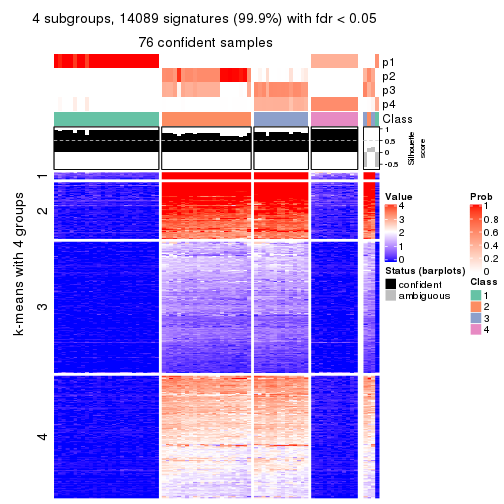 4 subgroups, 14089 signatures (99.9%) with fdr < 0.05
76 confident samples
p1
p2
p3
p4
Class
1
0.5
0
-0.5
Silhouette
score
k-means with 4 groups
1
2
3
4
Value
4
3
2
1
0
Status (barplots)
confident
ambiguous
Prob
1
0.8
0.6
0.4
0.2
0
Class
1
2
3
4